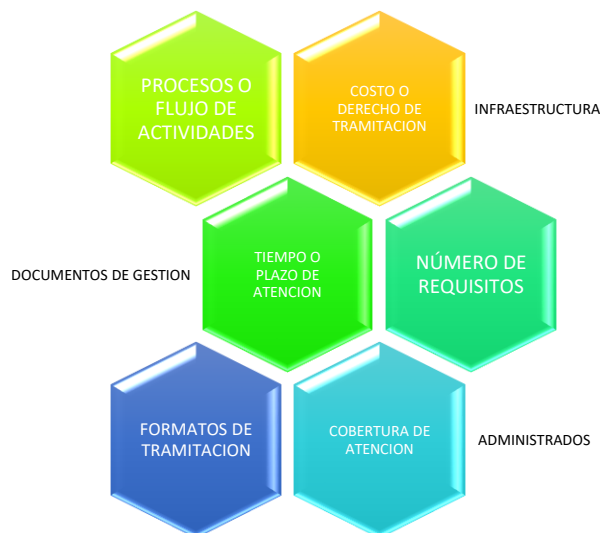 PROCESOS O
FLUJO DE
ACTIVIDADES
COSTO O
DERECHO DE
TRAMITACION
INFRAESTRUCTURA
DOCUMENTOS DE GESTION
TIEMPO O
PLAZO DE
ATENCION
NÚMERO DE
REQUISITOS
FORMATOS DE
TRAMITACION
COBERTURA DE
ATENCION
ADMINISTRADOS